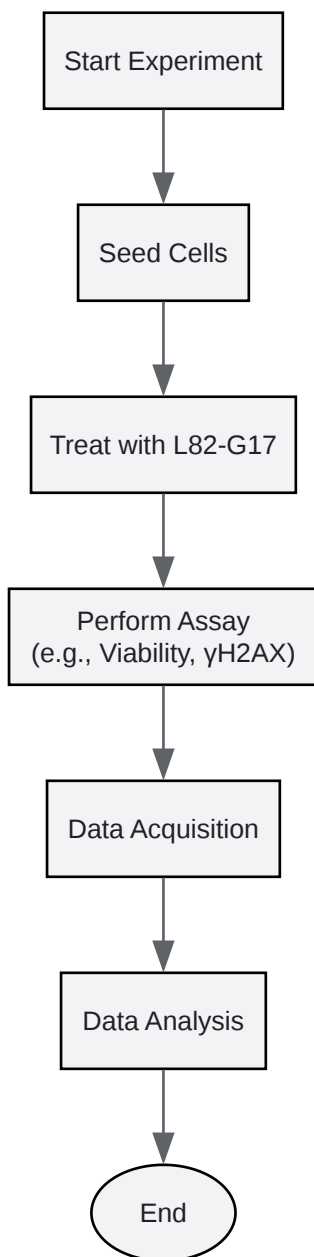 Start Experiment
Seed Cells
Treat with L82-G17
Perform Assay
(e.g., Viability, γH2AX)
Data Acquisition
Data Analysis
End